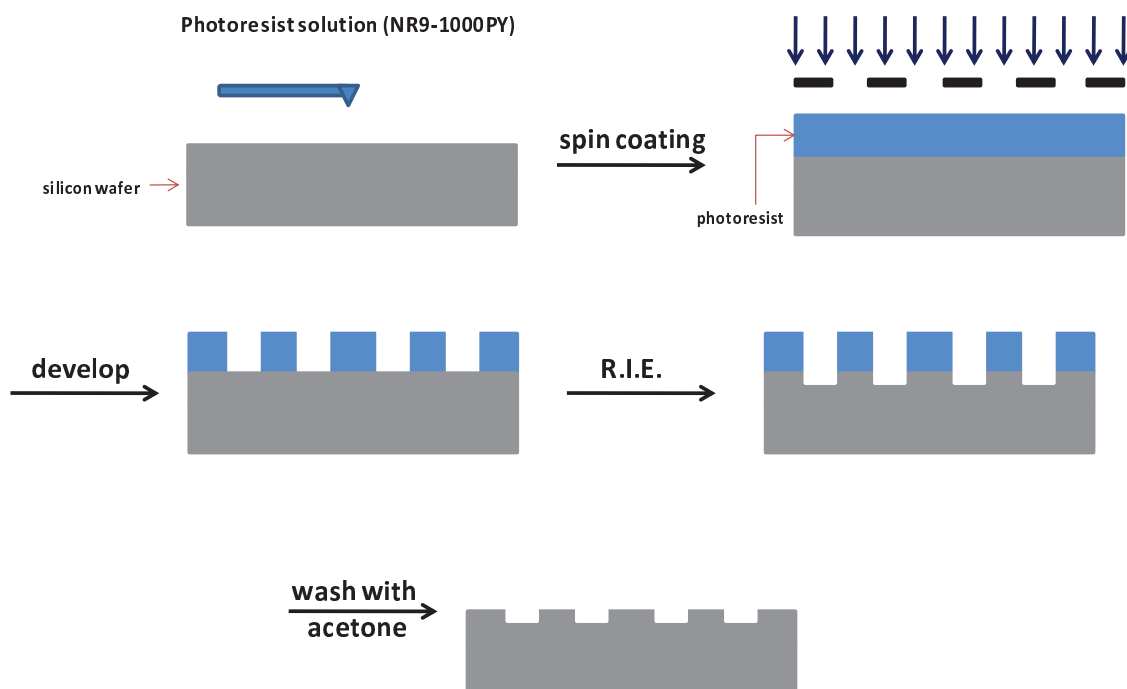 Photoresist solution (NR9-1000PY)
silicon wafer
spin coating
photoresist
develop
R.I.E.
wash with
acetone